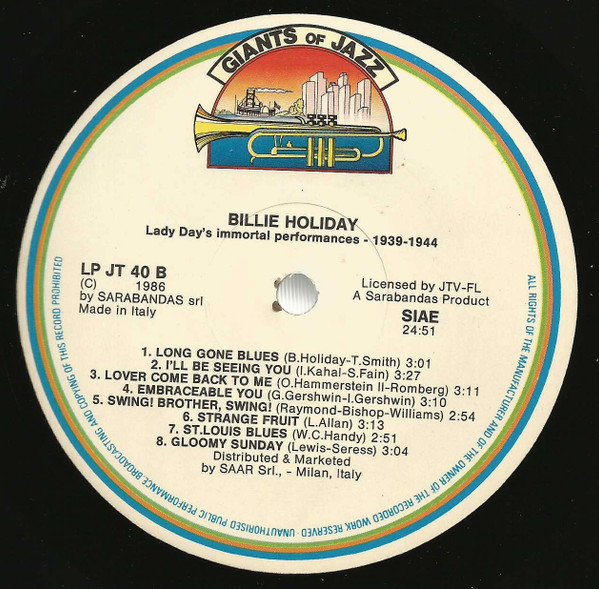 GIANTS OF JAZZ
BILLIE HOLIDAY
Lady Day's immortal performances - 1939-1944
LP JT 40 B
(C) 1986
by SARABANDAS srl
Made in Italy
Licensed by JTV-FL
A Sarabandas Product
SIAE
24:51
1. LONG GONE BLUES (B.Holiday-T.Smith) 3:01
2. I'LL BE SEEING YOU (I.Kahal-S.Fain) 3:27
3. LOVER COME BACK TO ME (O.Hammerstein II-Romberg) 3:11
4. EMBRACEABLE YOU (G.Gershwin-I.Gershwin) 3:10
5. SWING! BROTHER, SWING! (Raymond-Bishop-Williams) 2:54
6. STRANGE FRUIT (L.Allan) 3:13
7. ST.LOUIS BLUES (W.C.Handy) 2:51
8. GLOOMY SUNDAY (Lewis-Seress) 3:04
Distributed & Marketed
by SAAR Srl., - Milan, Italy
ALL RIGHTS OF THE MANUFACTURER AND OF THE OWNER OF THE RECORDED WORK RESERVED - UNAUTHORISED PUBLIC PERFORMANCE BROADCASTING AND COPYING OF THIS RECORD PROHIBITED